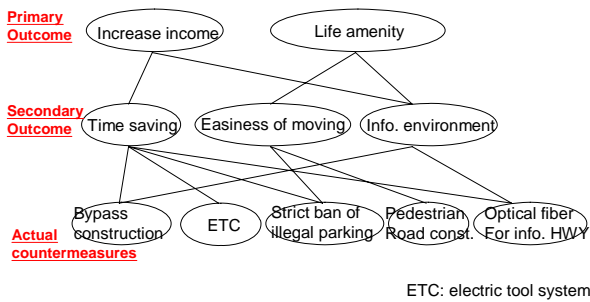 Primary
Outcome
Increase income
Life amenity
Secondary
Outcome
Time saving
Easiness of moving
Info. environment
Actual
countermeasures
Bypass
construction
ETC
Strict ban of
illegal parking
Pedestrian
Road const.
Optical fiber
For info. HWY
ETC: electric tool system